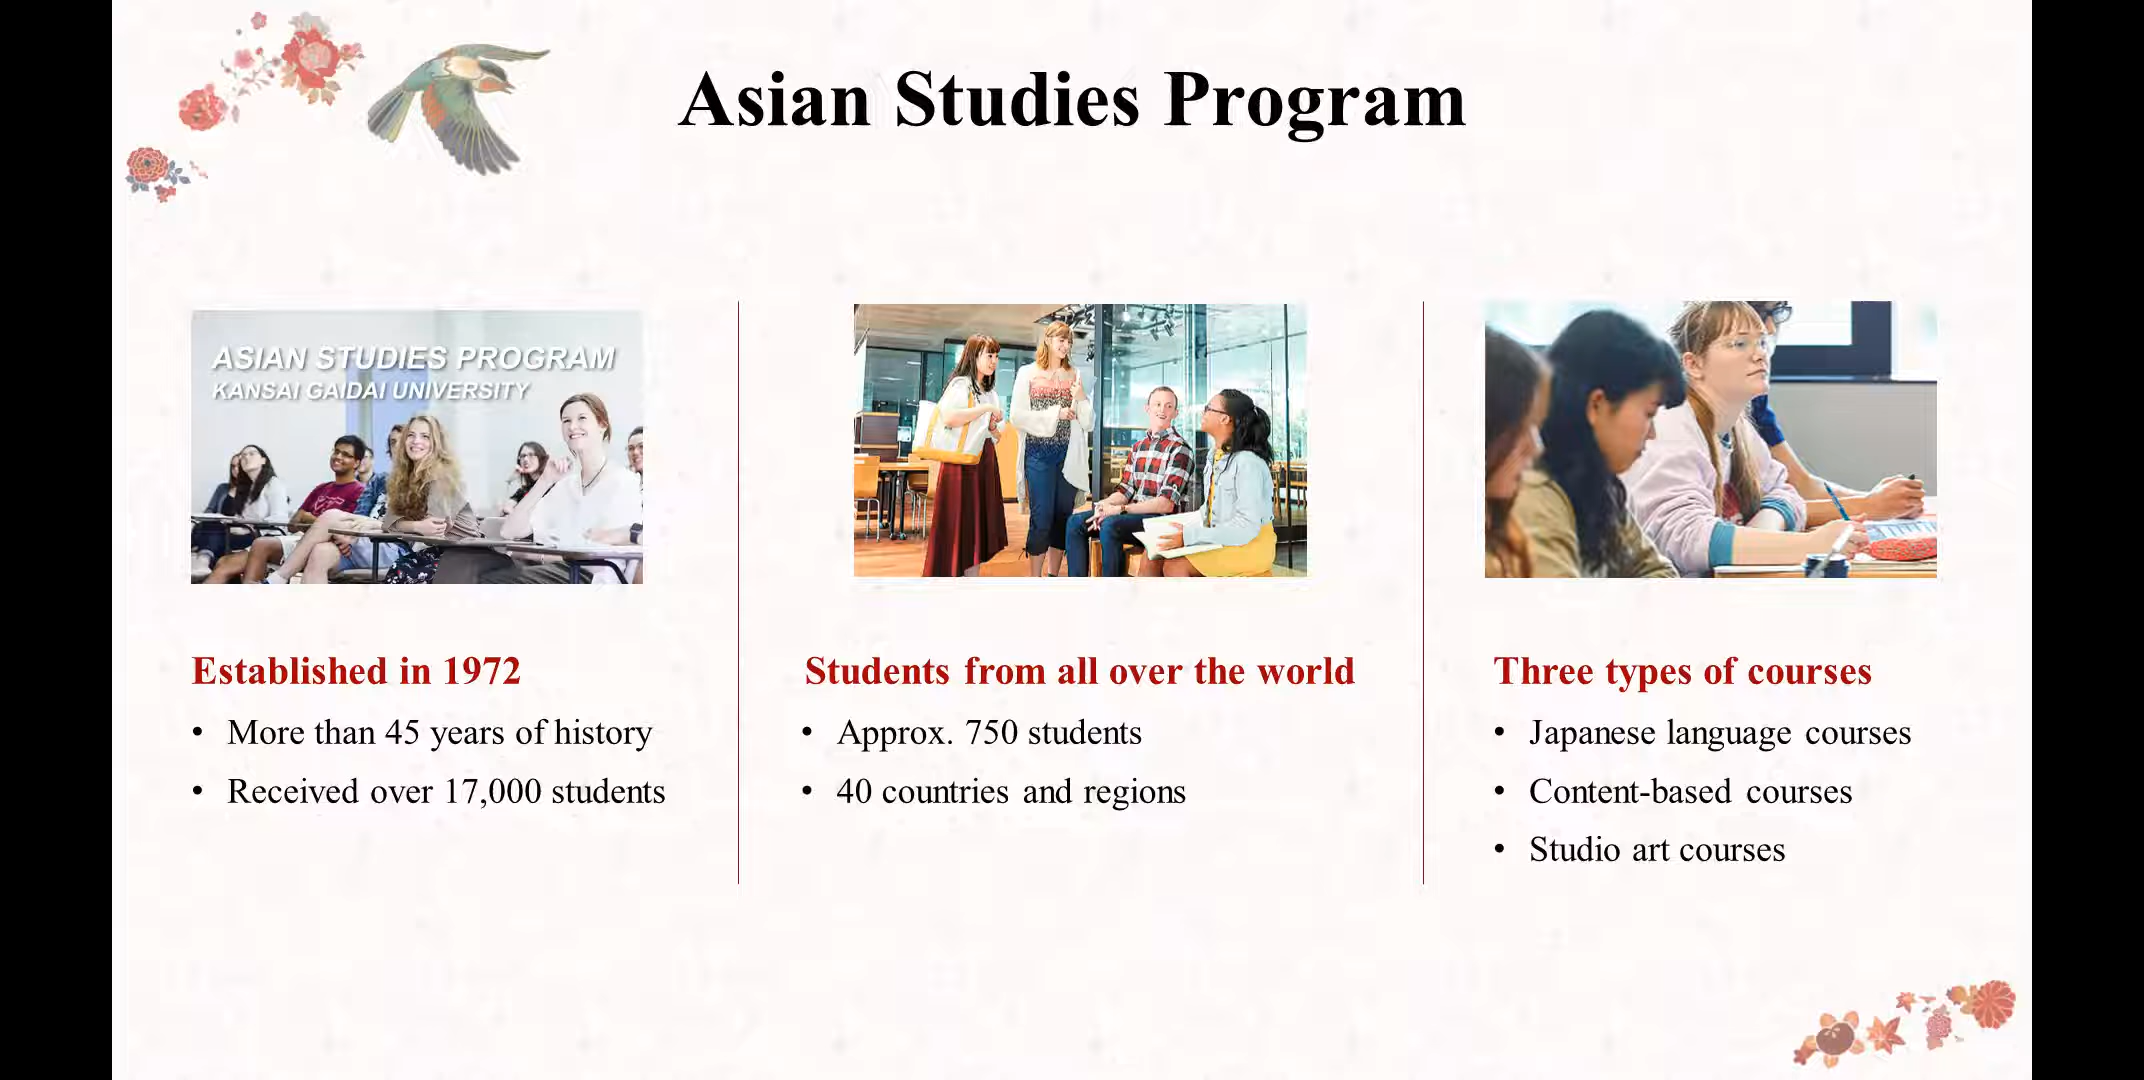 Asian Studies Program
ASIAN STUDIES PROGRAM
KANSAI GAIDAI UNIVERSITY
Established in 1972
• More than 45 years of history
• Received over 17,000 students
Students from all over the world
• Approx. 750 students
• 40 countries and regions
Three types of courses
• Japanese language courses
• Content-based courses
• Studio art courses